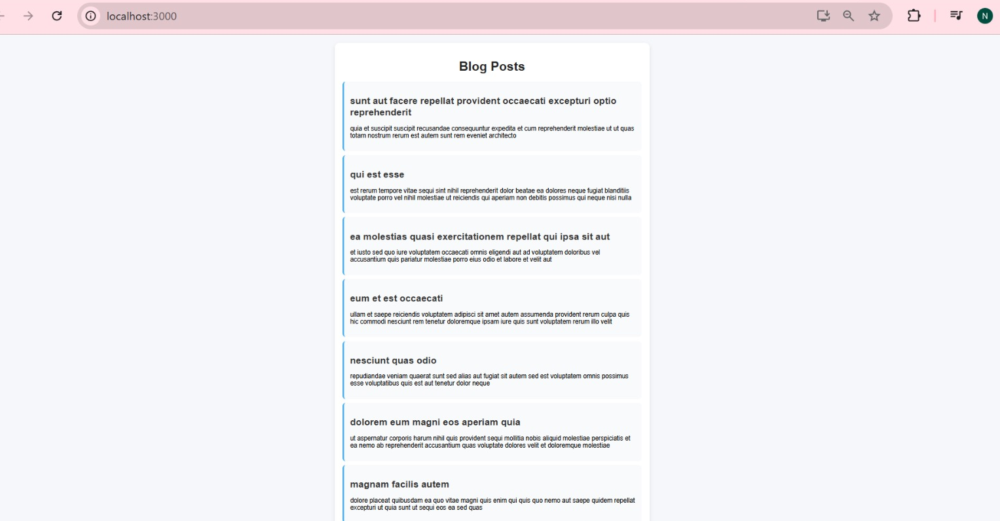 localhost:3000
N
Blog Posts
sunt aut facere repellat provident occaecati excepturi optio
reprehenderit
quia et suscipit suscipit recusandae consequuntur expedita et cum reprehenderit molestiae ut ut quas
totam nostrum rerum est autem sunt rem eveniet architecto
qui est esse
est rerum tempore vitae sequi sint nihil reprehenderit dolor beatae ea dolores neque fugiat blanditiis
voluptate porro vel nihil molestiae ut reiciendis qui aperiam non debitis possimus qui neque nisi nulla
ea molestias quasi exercitationem repellat qui ipsa sit aut
et iusto sed quo iure voluptatem occaecati omnis eligendi aut ad voluptatem doloribus vel
accusantium quis pariatur molestiae porro eius odio et labore et velit aut
eum et est occaecati
ullam et saepe reiciendis voluptatem adipisci sit amet autem assumenda provident rerum culpa quis
hic commodi nesciunt rem tenetur doloremque ipsam iure quis sunt voluptatem rerum illo velit
nesciunt quas odio
repudiandae veniam quaerat sunt sed alias aut fugiat sit autem sed est voluptatem omnis possimus
esse voluptatibus quis est aut tenetur dolor neque
dolorem eum magni eos aperiam quia
ut aspernatur corporis harum nihil quis provident sequi mollitia nobis aliquid molestiae perspiciatis et
ea nemo ab reprehenderit accusantium quas voluptate dolores velit et doloremque molestiae
magnam facilis autem
dolore placeat quibusdam ea quo vitae magni quis enim qui quis quo nemo aut saepe quidem repellat
excepturi ut quia sunt ut sequi eos ea sed quas